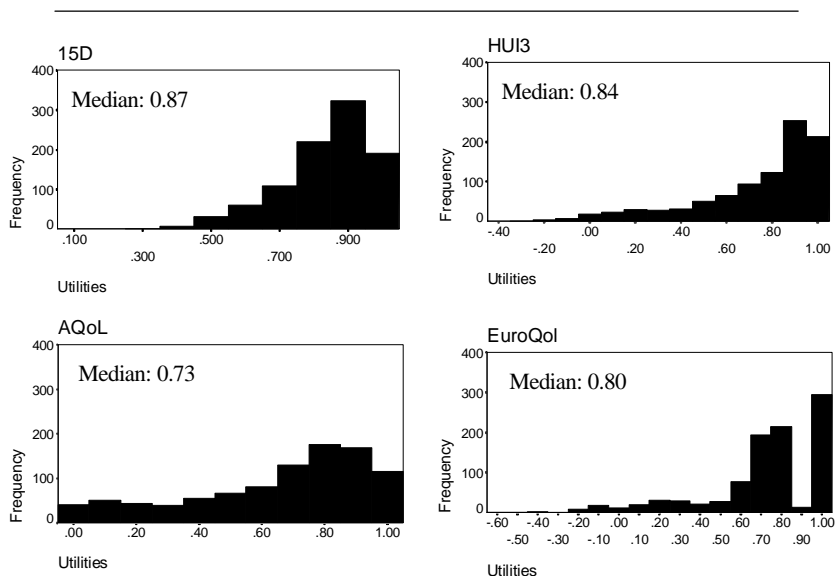 15D
400
300
200
100
0
Frequency
Median: 0.87
.100 .500 .900
.300 .700
Utilities
HUI3
400
300
200
100
0
Frequency
Median: 0.84
-.40 .00 .40 .80
-.20 .20 .60 1.00
Utilities
AQoL
400
300
200
100
0
Frequency
Median: 0.73
.00 .20 .40 .60 .80 1.00
Utilities
EuroQol
400
300
200
100
0
Frequency
Median: 0.80
-.60 -.40 -.20 .00 .20 .40 .60 .80 1.00
-.50 -.30 -.10 .10 .30 .50 .70 .90
Utilities